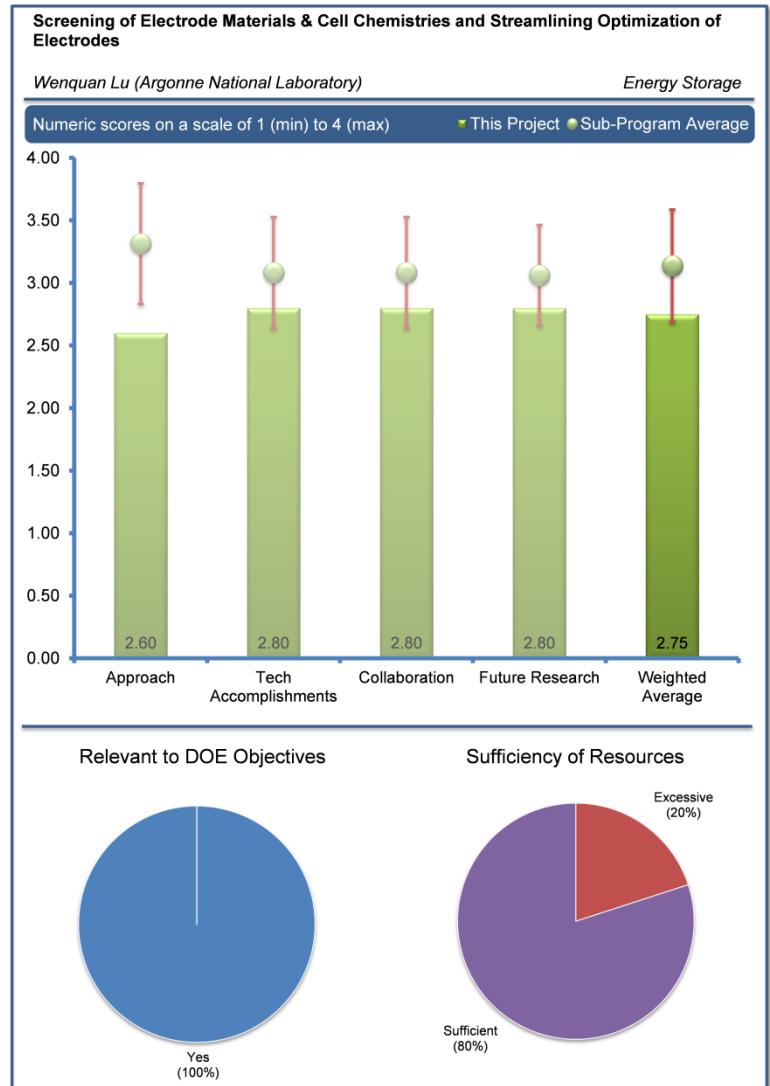 Screening of Electrode Materials & Cell Chemistries and Streamlining Optimization of
Electrodes
Wenquan Lu (Argonne National Laboratory) Energy Storage
Numeric scores on a scale of 1 (min) to 4 (max) This Project Sub-Program Average
4.00
3.50
3.00
2.50
2.00
1.50
1.00
0.50
0.00
2.60 2.80 2.80 2.80 2.75
Approach Tech Collaboration Future Research Weighted
Accomplishments Average
Relevant to DOE Objectives Sufficiency of Resources
Excessive
(20%)
Sufficient
(80%)
Yes
(100%)